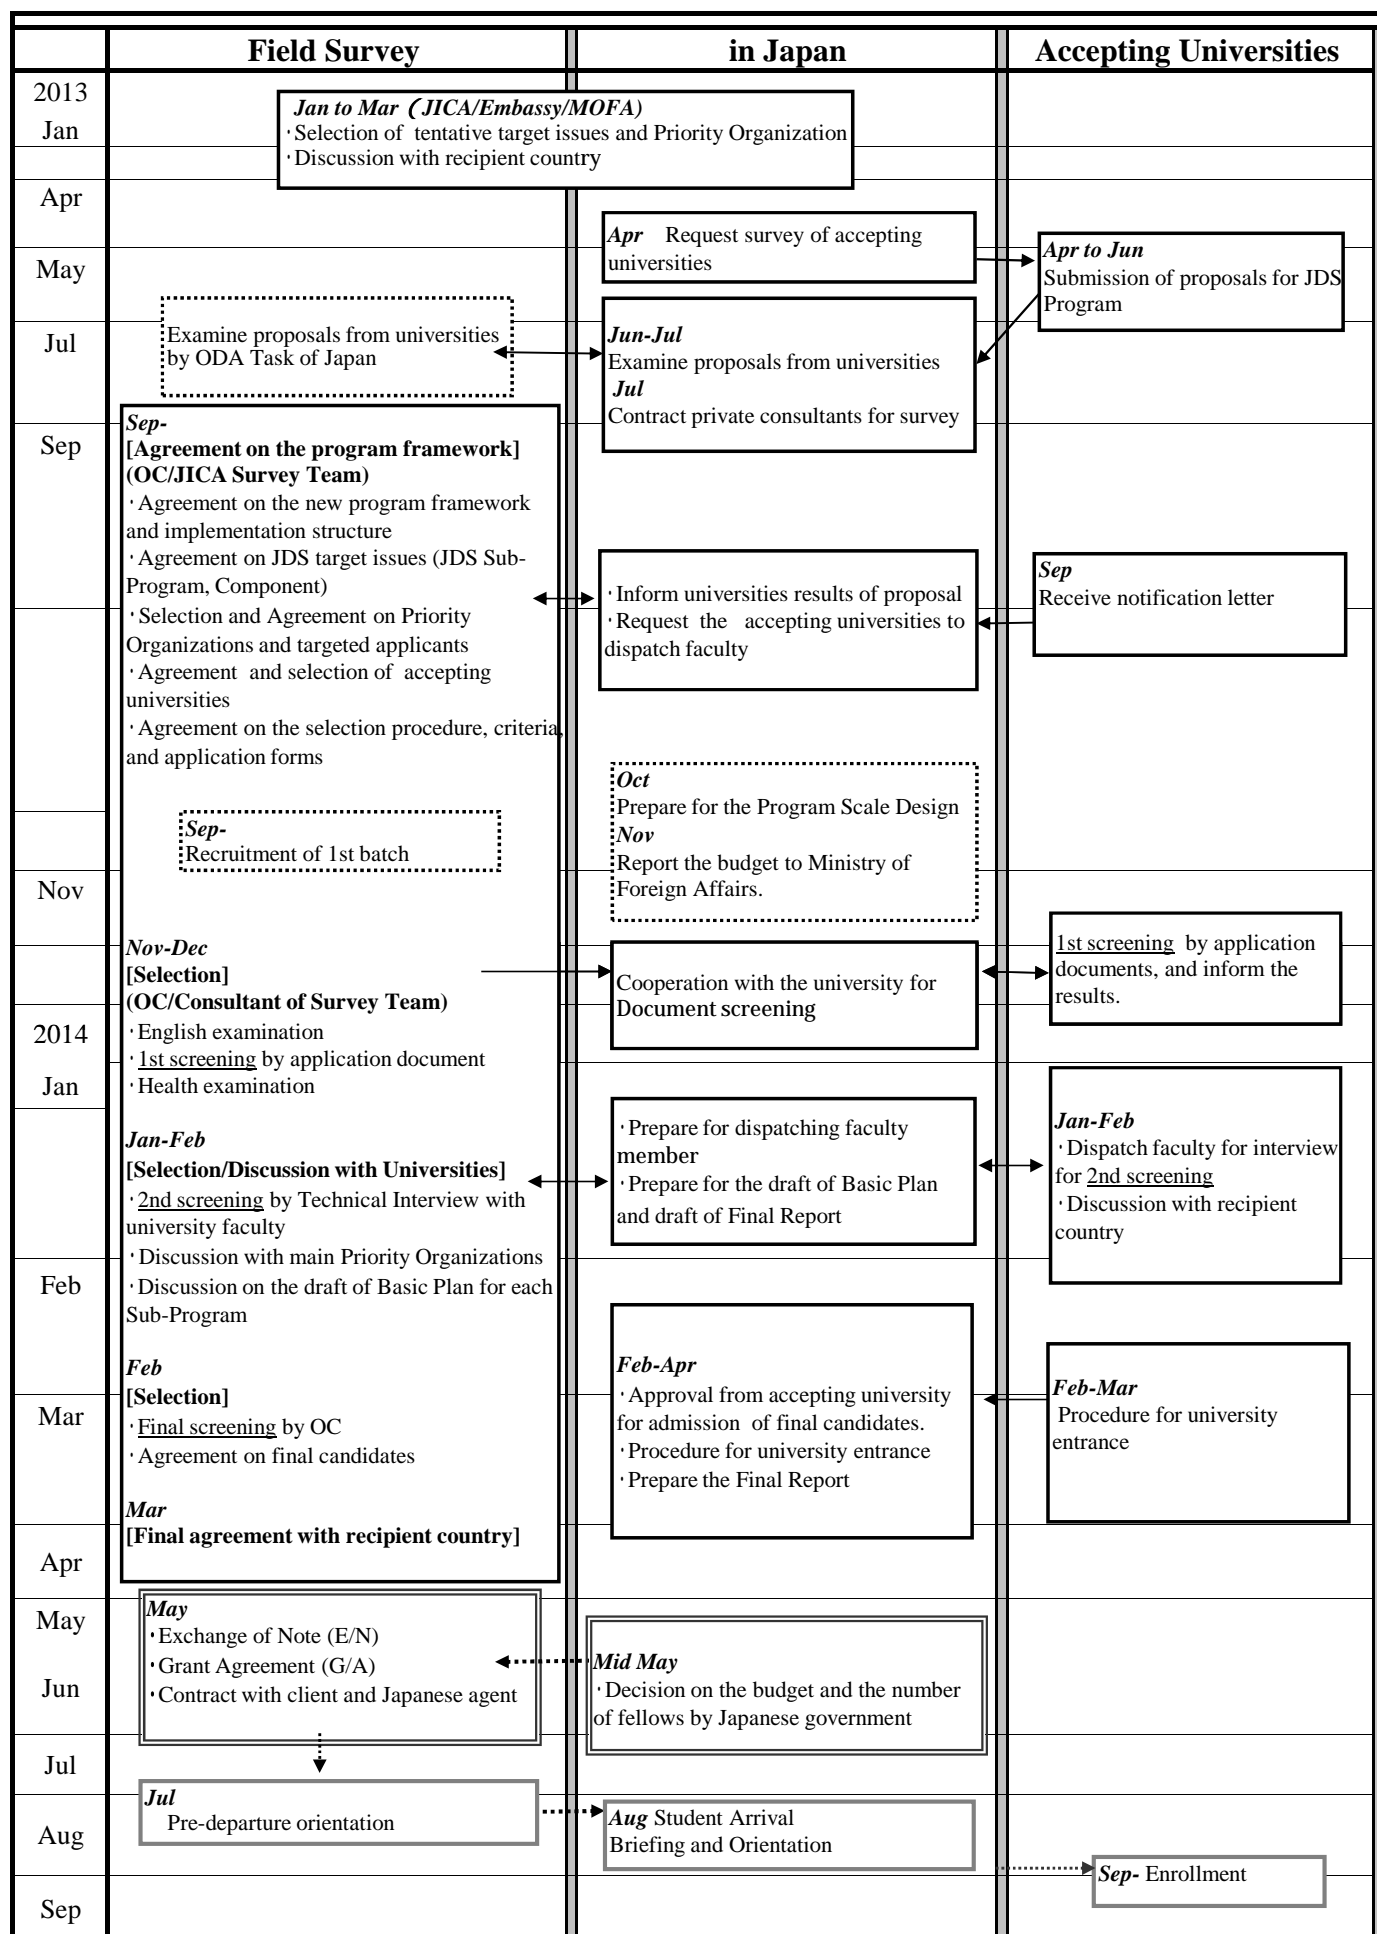 Field Survey
in Japan
Accepting Universities
2013
Jan
Jan to Mar ( JICA/Embassy/MOFA)
·Selection of tentative target issues and Priority Organization
·Discussion with recipient country
Apr
Apr Request survey of accepting
universities
Apr to Jun
Submission of proposals for JDS
Program
May
Examine proposals from universities
by ODA Task of Japan
Jul
Jun-Jul
Examine proposals from universities
Jul
Contract private consultants for survey
Sep
Sep-
[Agreement on the program framework]
(OC/JICA Survey Team)
·Agreement on the new program framework
and implementation structure
·Agreement on JDS target issues (JDS Sub-
Program, Component)
·Selection and Agreement on Priority
Organizations and targeted applicants
·Agreement and selection of accepting
universities
·Agreement on the selection procedure, criteria,
and application forms
·Inform universities results of proposal
·Request the accepting universities to
dispatch faculty
Sep
Receive notification letter
Sep-
Recruitment of 1st batch
Oct
Prepare for the Program Scale Design
Nov
Report the budget to Ministry of
Foreign Affairs.
Nov
Nov-Dec
[Selection]
(OC/Consultant of Survey Team)
·English examination
·1st screening by application document
·Health examination
Cooperation with the university for
Document screening
1st screening by application
documents, and inform the
results.
2014
Jan
Jan-Feb
[Selection/Discussion with Universities]
·2nd screening by Technical Interview with
university faculty
·Discussion with main Priority Organizations
·Discussion on the draft of Basic Plan for each
Sub-Program
·Prepare for dispatching faculty
member
·Prepare for the draft of Basic Plan
and draft of Final Report
Jan-Feb
·Dispatch faculty for interview
for 2nd screening
·Discussion with recipient
country
Feb
Feb
[Selection]
·Final screening by OC
·Agreement on final candidates
Feb-Apr
·Approval from accepting university
for admission of final candidates.
·Procedure for university entrance
·Prepare the Final Report
Feb-Mar
Procedure for university
entrance
Mar
Mar
[Final agreement with recipient country]
Apr
May
May
·Exchange of Note (E/N)
·Grant Agreement (G/A)
·Contract with client and Japanese agent
Mid May
·Decision on the budget and the number
of fellows by Japanese government
Jun
Jul
Jul
Pre-departure orientation
Aug
Aug Student Arrival
Briefing and Orientation
Sep- Enrollment
Sep